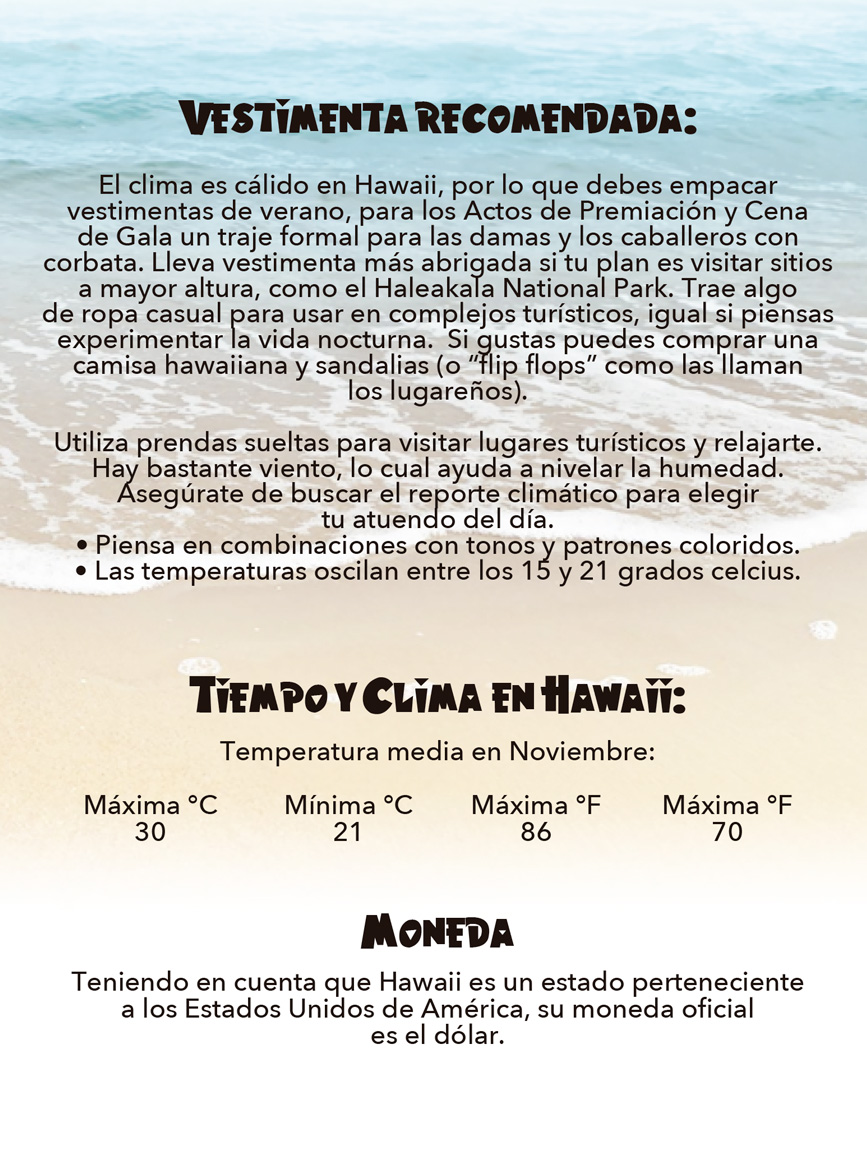 VESTIMENTA RECOMENDADA:
El clima es cálido en Hawaii, por lo que debes empacar
vestimentas de verano, para los Actos de Premiación y Cena
de Gala un traje formal para las damas y los caballeros con
corbata. Lleva vestimenta más abrigada si tu plan es visitar sitios
a mayor altura, como el Haleakala National Park. Trae algo
de ropa casual para usar en complejos turísticos, igual si piensas
experimentar la vida nocturna.  Si gustas puedes comprar una
camisa hawaiiana y sandalias (o “flip flops” como las llaman
los lugareños).
Utiliza prendas sueltas para visitar lugares turísticos y relajarte.
Hay bastante viento, lo cual ayuda a nivelar la humedad.
Asegúrate de buscar el reporte climático para elegir
tu atuendo del día.
• Piensa en combinaciones con tonos y patrones coloridos.
• Las temperaturas oscilan entre los 15 y 21 grados celcius.
TIEMPO Y CLIMA EN HAWAII:
Temperatura media en Noviembre:
Máxima °C Mínima °C Máxima °F Máxima °F
30 21 86 70
MONEDA
Teniendo en cuenta que Hawaii es un estado perteneciente
a los Estados Unidos de América, su moneda oficial
es el dólar.